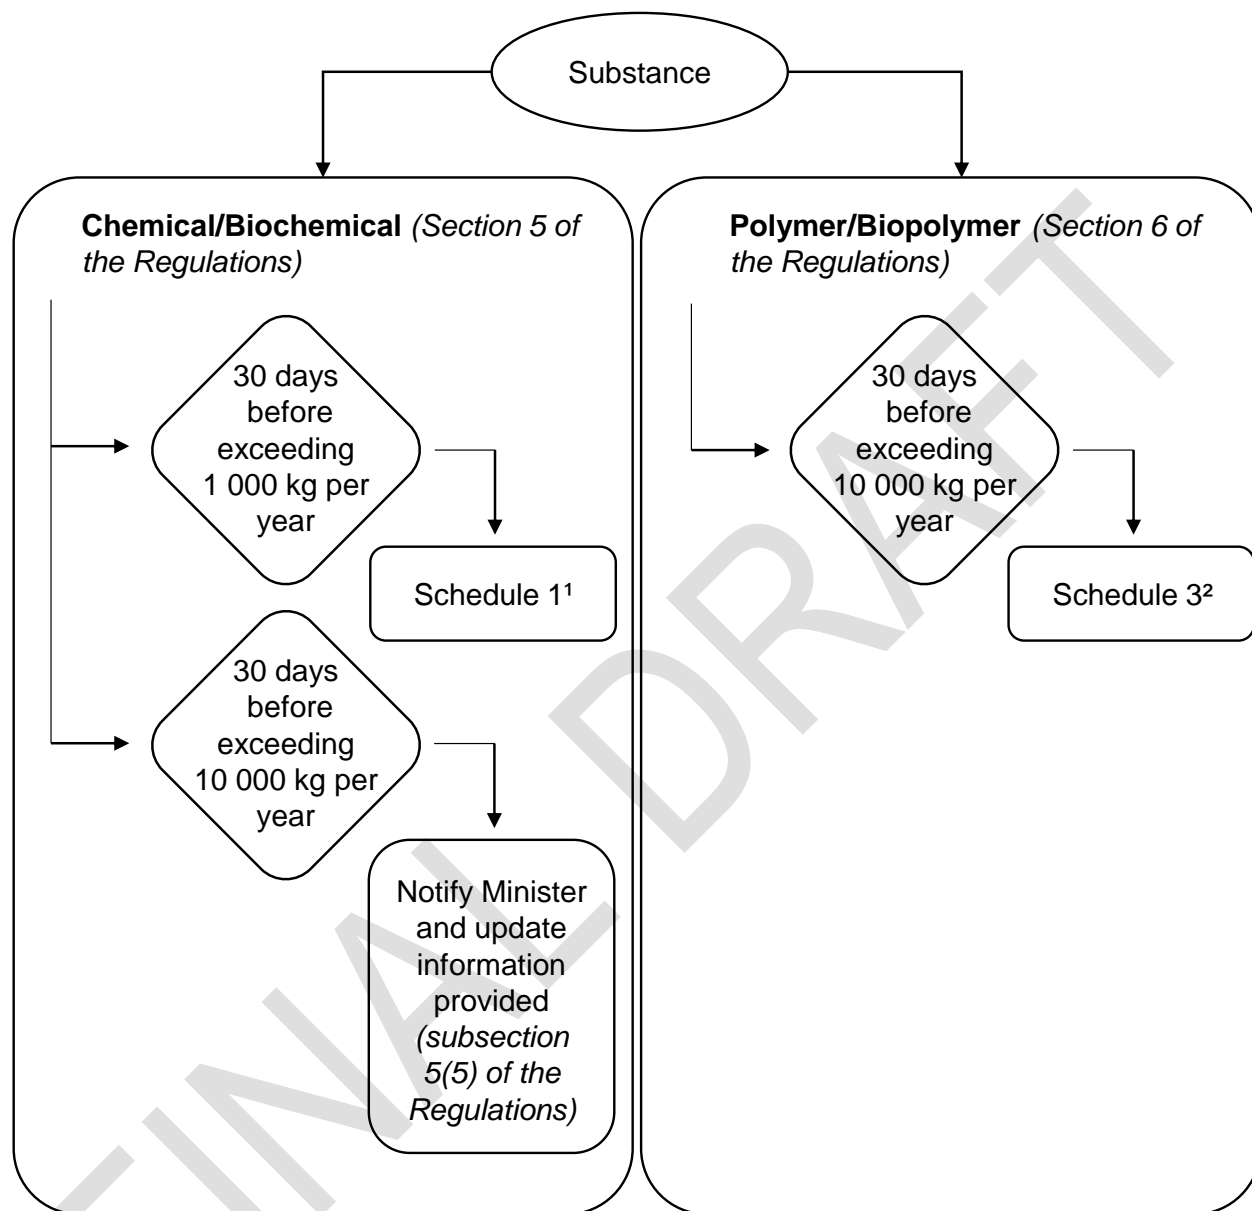 Substance
Chemical/Biochemical (Section 5 of
the Regulations)
30 days
before
exceeding
1 000 kg per
year
Schedule 1¹
30 days
before
exceeding
10 000 kg per
year
Notify Minister
and update
information
provided
(subsection
5(5) of the
Regulations)
Polymer/Biopolymer (Section 6 of
the Regulations)
30 days
before
exceeding
10 000 kg per
year
Schedule 3²
FINAL DRAFT